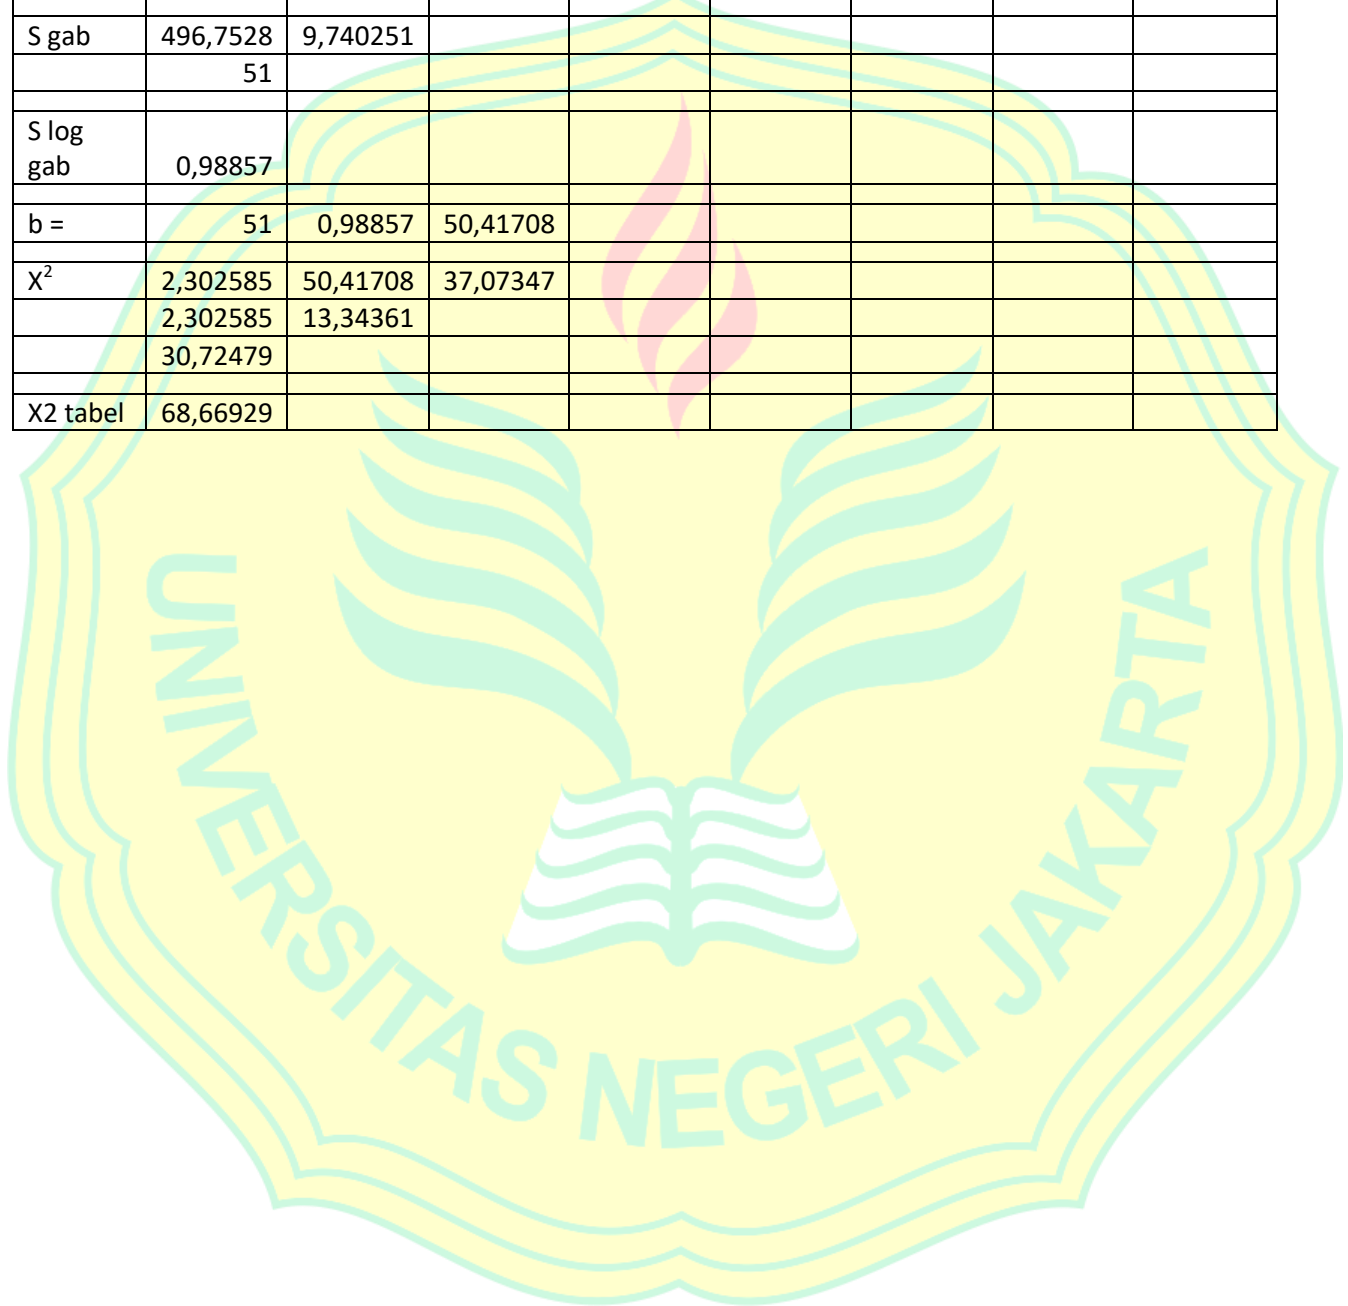 S gab 496,7528 9,740251
51
S log
gab 0,98857
b = 51 0,98857 50,41708
X² 2,302585 50,41708 37,07347
2,302585 13,34361
30,72479
X2 tabel 68,66929
UNIVERSITAS NEGERI JAKARTA